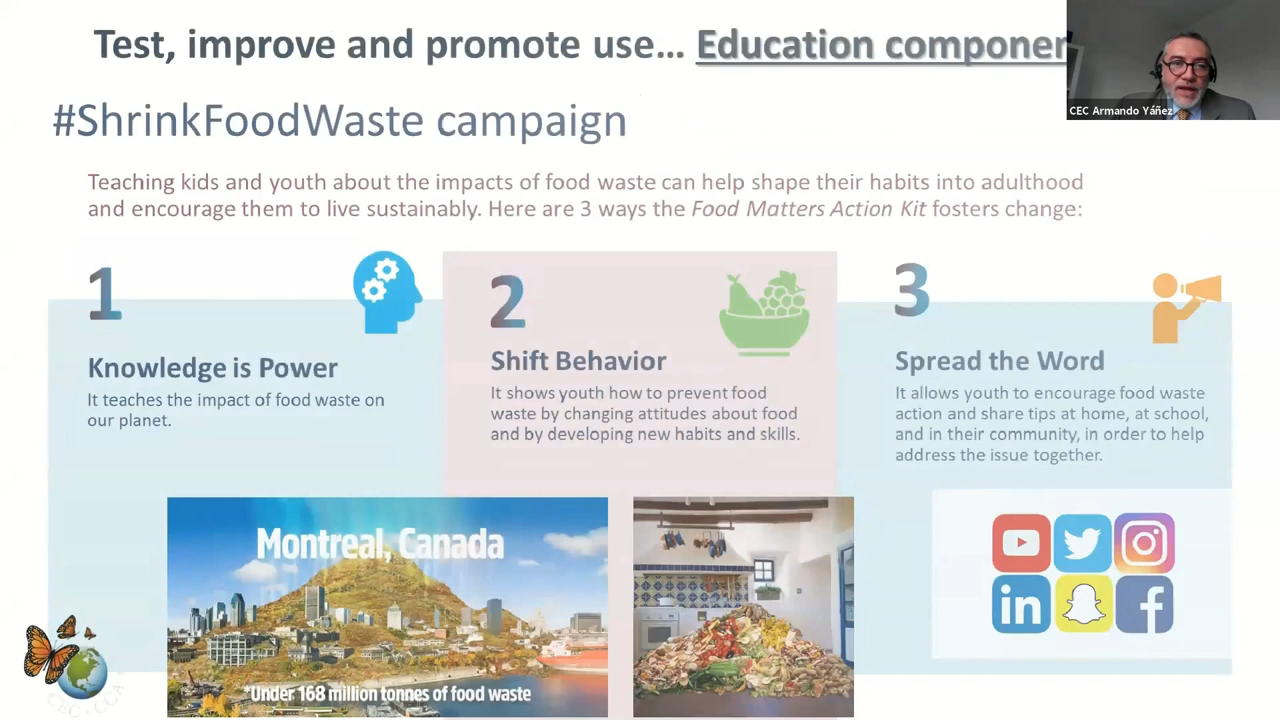 Test, improve and promote use... Education componen
CEC Armando Yáñez
#ShrinkFoodWaste campaign
Teaching kids and youth about the impacts of food waste can help shape their habits into adulthood
and encourage them to live sustainably. Here are 3 ways the Food Matters Action Kit fosters change:
1
Knowledge is Power
It teaches the impact of food waste on
our planet.
2
Shift Behavior
It shows youth how to prevent food
waste by changing attitudes about food
and by developing new habits and skills.
3
Spread the Word
It allows youth to encourage food waste
action and share tips at home, at school,
and in their community, in order to help
address the issue together.
Montreal, Canada
*Under 168 million tonnes of food waste
in
f
CEC · CCA